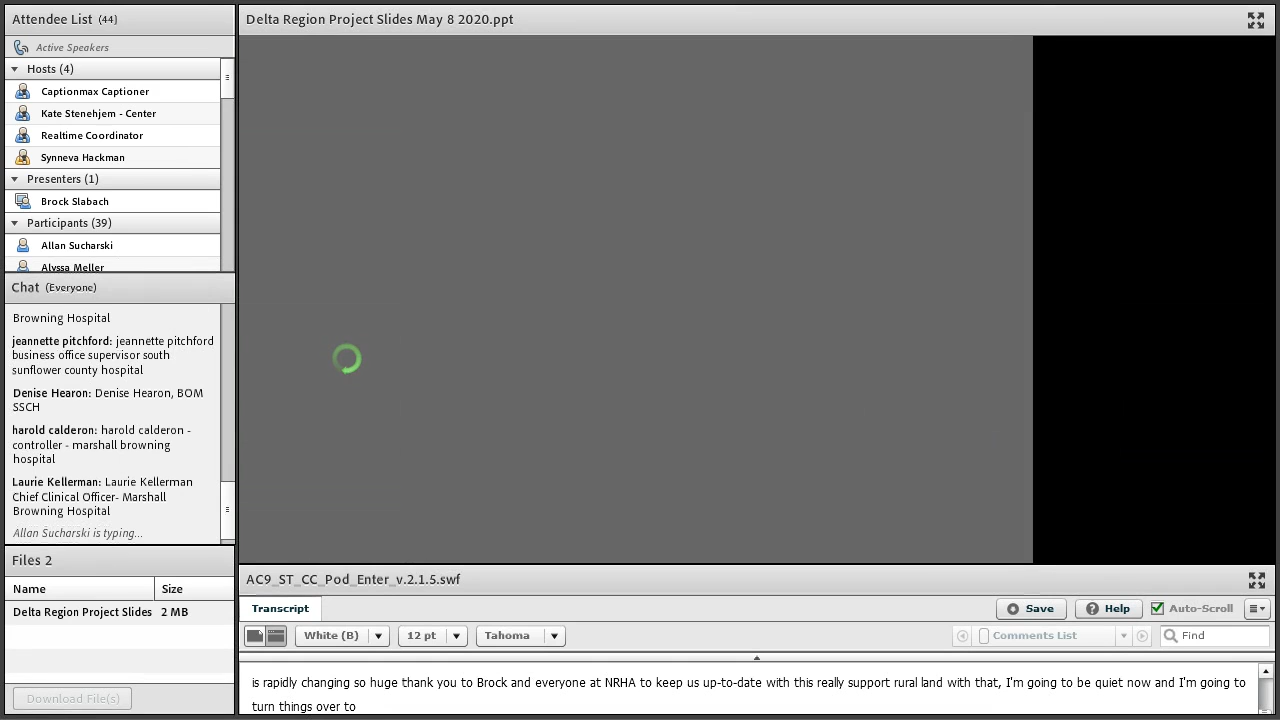 Attendee List (44)
Active Speakers
Hosts (4)
Captionmax Captioner
Kate Stenehjem - Center
Realtime Coordinator
Synneva Hackman
Presenters (1)
Brock Slabach
Participants (39)
Allan Sucharski
Alyssa Meller
Chat (Everyone)
Browning Hospital
jeannette pitchford: jeannette pitchford
business office supervisor south
sunflower county hospital
Denise Hearon: Denise Hearon, BOM
SSCH
harold calderon: harold calderon -
controller - marshall browning
hospital
Laurie Kellerman: Laurie Kellerman
Chief Clinical Officer- Marshall
Browning Hospital
Allan Sucharski is typing...
Files 2
Name Size
Delta Region Project Slides 2 MB
Download File(s)
Delta Region Project Slides May 8 2020.ppt
AC9_ST_CC_Pod_Enter_v.2.1.5.swf
Transcript Save Help Auto-Scroll
White (B) 12 pt Tahoma Comments List Find
is rapidly changing so huge thank you to Brock and everyone at NRHA to keep us up-to-date with this really support rural land with that, I'm going to be quiet now and I'm going to
turn things over to